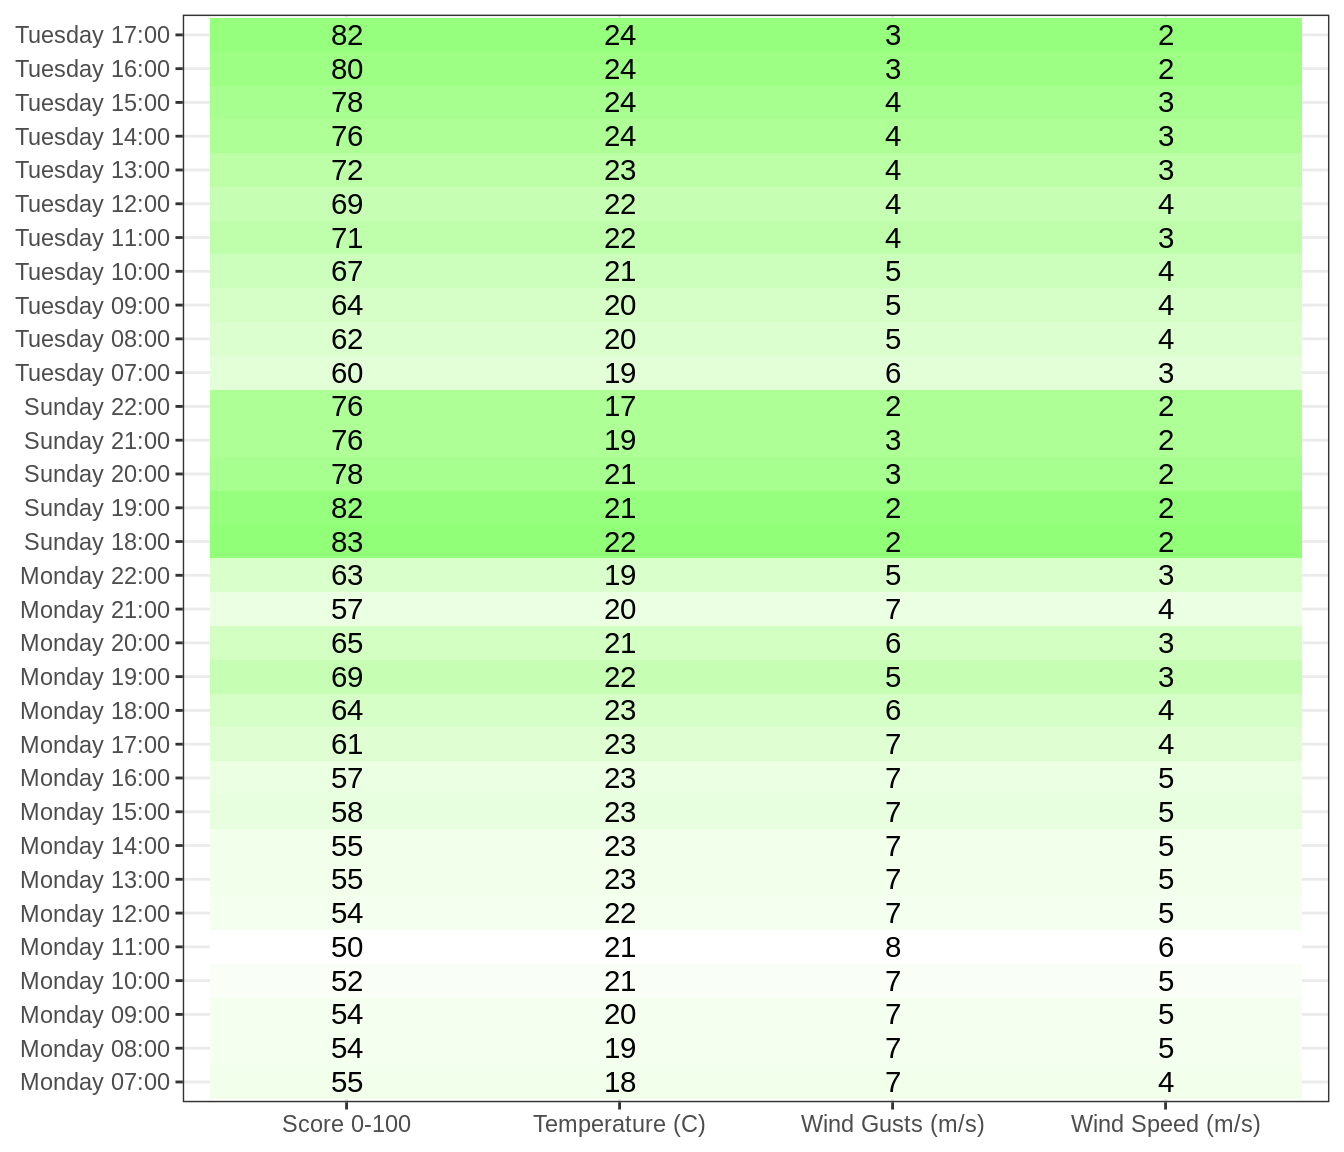 Tuesday 17:00 82 24 3 2
Tuesday 16:00 80 24 3 2
Tuesday 15:00 78 24 4 3
Tuesday 14:00 76 24 4 3
Tuesday 13:00 72 23 4 3
Tuesday 12:00 69 22 4 4
Tuesday 11:00 71 22 4 3
Tuesday 10:00 67 21 5 4
Tuesday 09:00 64 20 5 4
Tuesday 08:00 62 20 5 4
Tuesday 07:00 60 19 6 3
Sunday 22:00 76 17 2 2
Sunday 21:00 76 19 3 2
Sunday 20:00 78 21 3 2
Sunday 19:00 82 21 2 2
Sunday 18:00 83 22 2 2
Monday 22:00 63 19 5 3
Monday 21:00 57 20 7 4
Monday 20:00 65 21 6 3
Monday 19:00 69 22 5 3
Monday 18:00 64 23 6 4
Monday 17:00 61 23 7 4
Monday 16:00 57 23 7 5
Monday 15:00 58 23 7 5
Monday 14:00 55 23 7 5
Monday 13:00 55 23 7 5
Monday 12:00 54 22 7 5
Monday 11:00 50 21 8 6
Monday 10:00 52 21 7 5
Monday 09:00 54 20 7 5
Monday 08:00 54 19 7 5
Monday 07:00 55 18 7 4
Score 0-100 Temperature (C) Wind Gusts (m/s) Wind Speed (m/s)